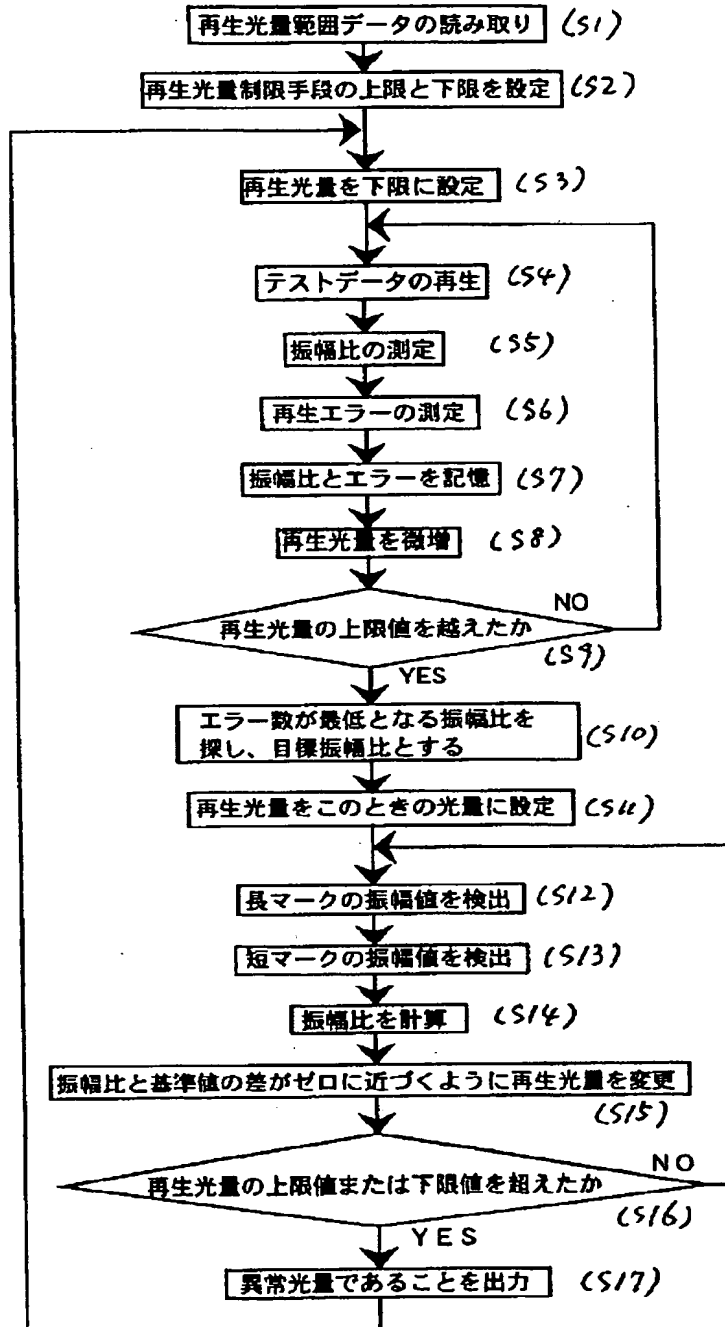 再生光量範囲データの読み取り (S1)
再生光量制限手段の上限と下限を設定 (S2)
再生光量を下限に設定 (S3)
テストデータの再生 (S4)
振幅比の測定 (S5)
再生エラーの測定 (S6)
振幅比とエラーを記憶 (S7)
再生光量を微増 (S8)
NO
再生光量の上限値を越えたか
(S9)
YES
エラー数が最低となる振幅比を
探し、目標振幅比とする
(S10)
再生光量をこのときの光量に設定 (S11)
長マークの振幅値を検出 (S12)
短マークの振幅値を検出 (S13)
振幅比を計算 (S14)
振幅比と基準値の差がゼロに近づくように再生光量を変更
(S15)
NO
再生光量の上限値または下限値を超えたか
(S16)
YES
異常光量であることを出力 (S17)